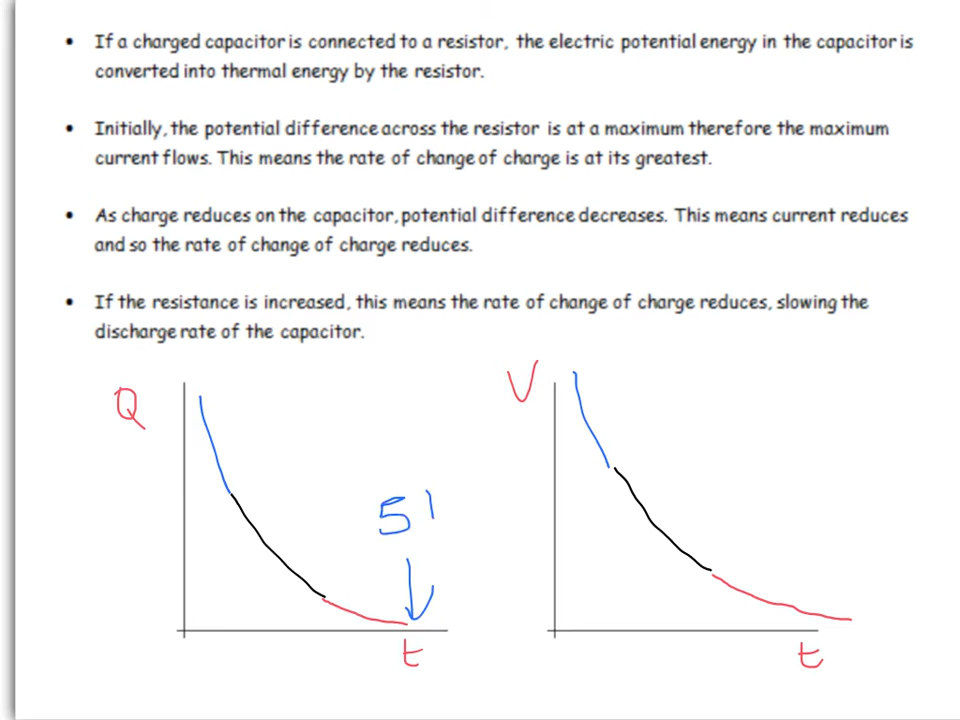 • If a charged capacitor is connected to a resistor, the electric potential energy in the capacitor is
converted into thermal energy by the resistor.
• Initially, the potential difference across the resistor is at a maximum therefore the maximum
current flows. This means the rate of change of charge is at its greatest.
• As charge reduces on the capacitor, potential difference decreases. This means current reduces
and so the rate of change of charge reduces.
• If the resistance is increased, this means the rate of change of charge reduces, slowing the
discharge rate of the capacitor.
Q
V
5
t
t